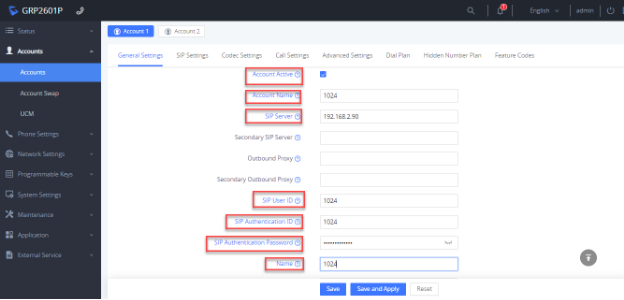 GRP2601P
English
admin
Account 1
Account 2
Status
Accounts
Accounts
Account Swap
UCM
Phone Settings
Network Settings
Programmable Keys
System Settings
Maintenance
Application
External Service
General Settings
SIP Settings
Codec Settings
Call Settings
Advanced Settings
Dial Plan
Hidden Number Plan
Feature Codes
Account Active
Account Name
1024
SIP Server
192.168.2.90
Secondary SIP Server
Outbound Proxy
Secondary Outbound Proxy
SIP User ID
1024
SIP Authentication ID
1024
SIP Authentication Password
•••••••••••••
Name
1024
Save
Save and Apply
Reset